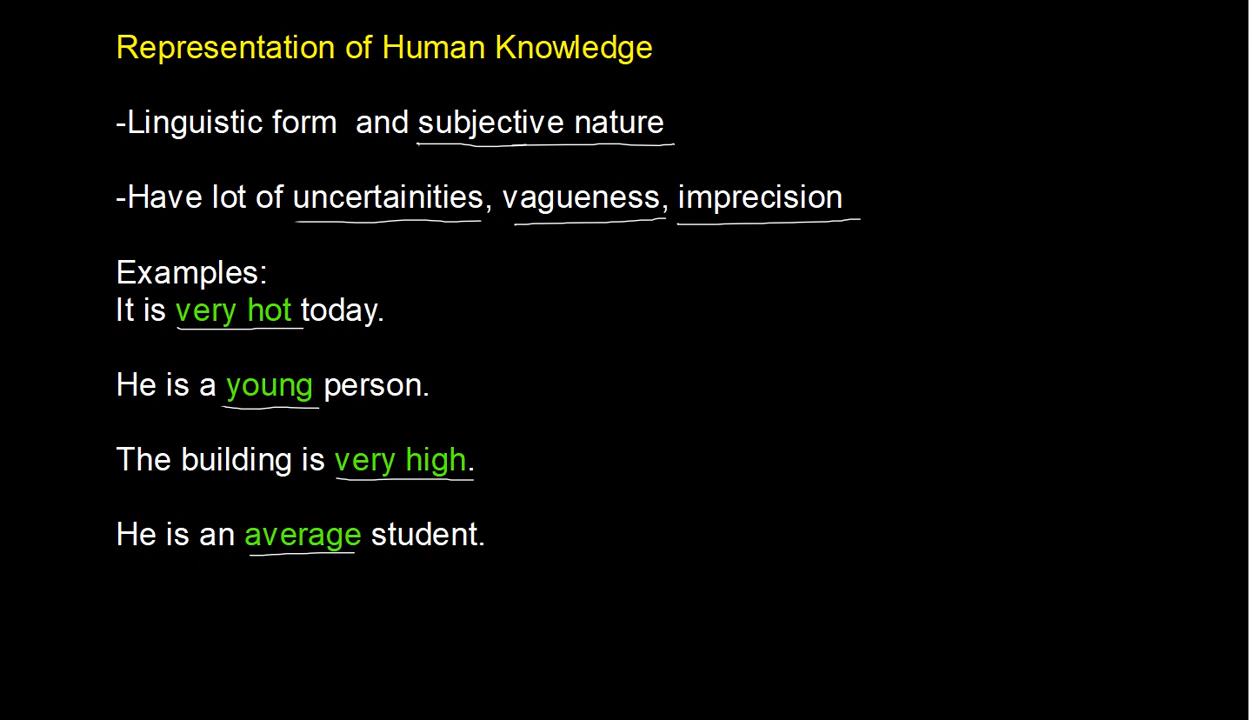 Representation of Human Knowledge
-Linguistic form and subjective nature
-Have lot of uncertainities, vagueness, imprecision
Examples:
It is very hot today.
He is a young person.
The building is very high.
He is an average student.